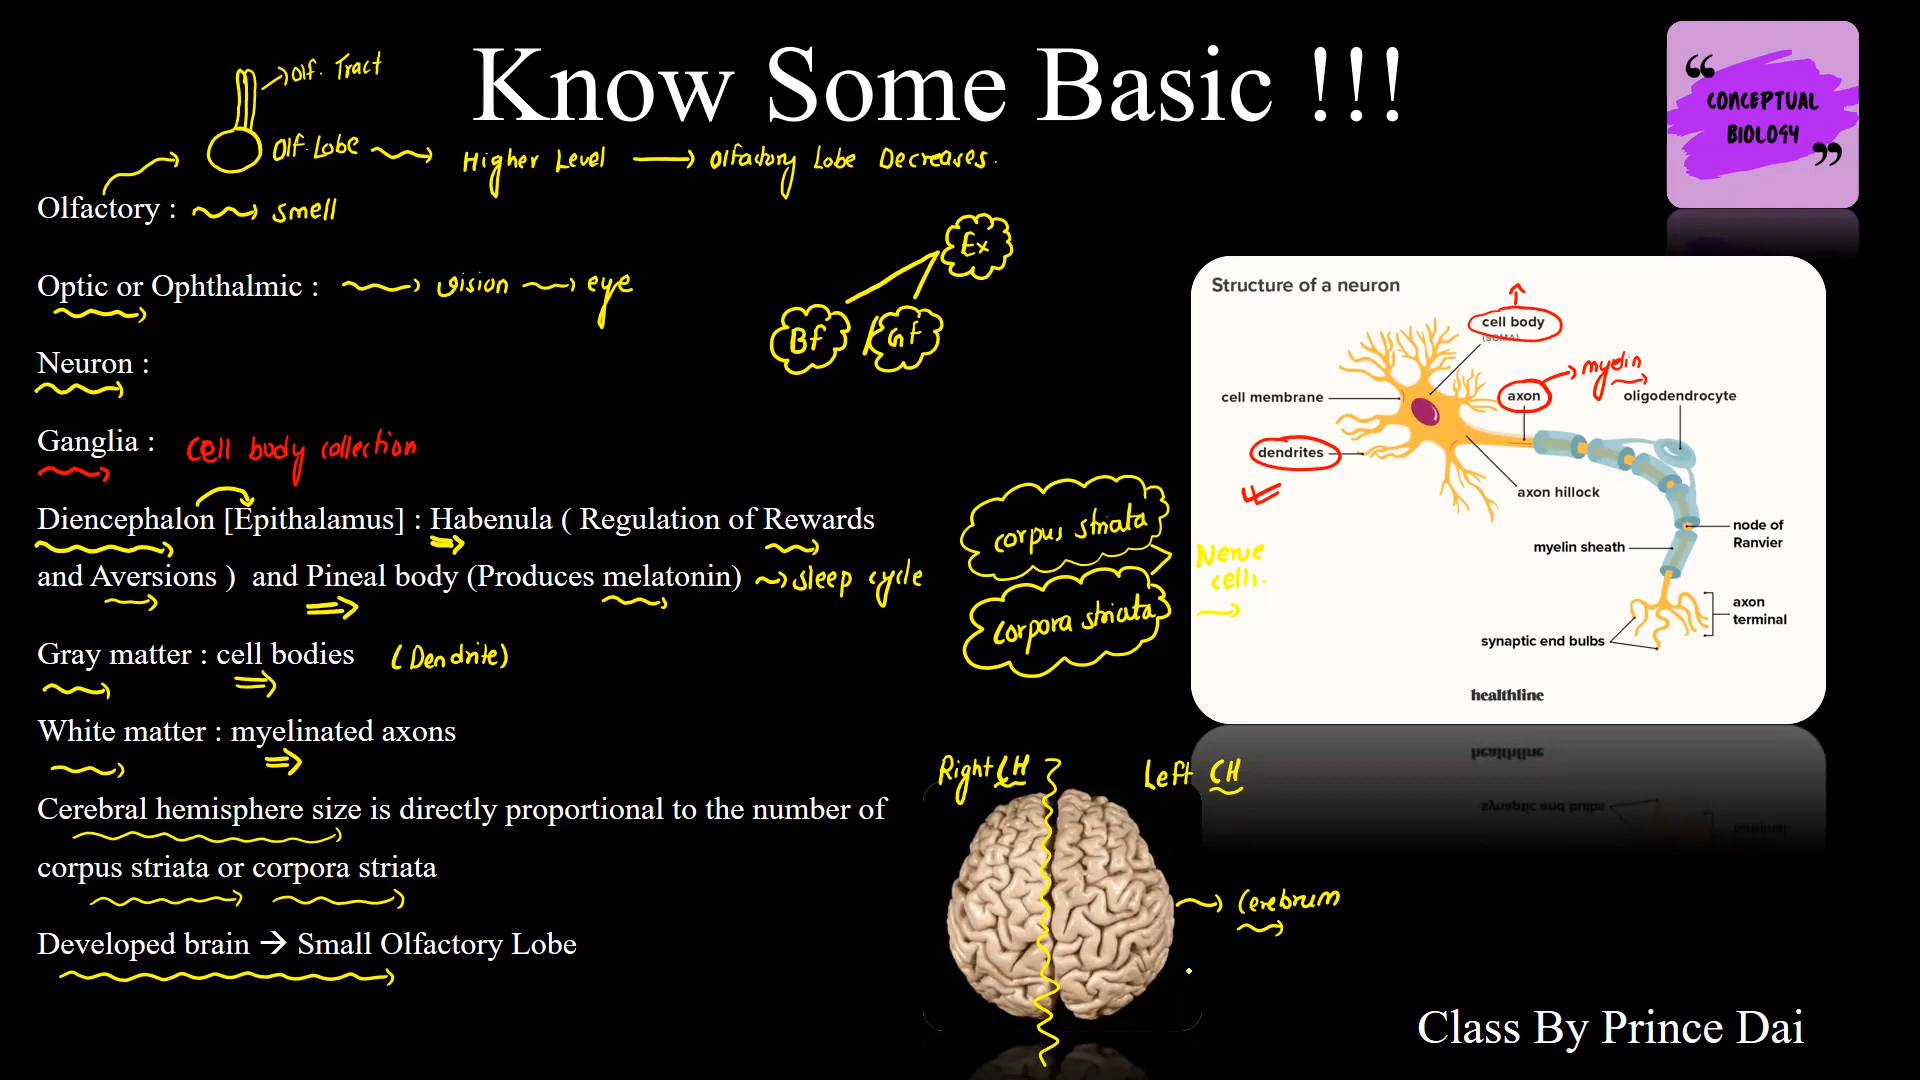 Know Some Basic !!!
“ CONCEPTUAL
BIOLOGY ”
Olf. Tract
Olf. Lobe
Higher Level → Olfactory Lobe Decreases.
Olfactory : smell
Optic or Ophthalmic : vision → eye
Ex
Bf
Gf
Neuron :
Ganglia : Cell body collection
Diencephalon [Epithalamus] : Habenula ( Regulation of Rewards
and Aversions ) and Pineal body (Produces melatonin) → sleep cycle
Gray matter : cell bodies (Dendrite)
White matter : myelinated axons
Cerebral hemisphere size is directly proportional to the number of
corpus striata or corpora striata
Developed brain → Small Olfactory Lobe
corpus striata
corpora striata
Nerve
cells.
Structure of a neuron
cell body
(SOMA)
myelin
cell membrane
axon
oligodendrocyte
dendrites
axon hillock
node of
Ranvier
myelin sheath
axon
terminal
synaptic end bulbs
healthline
Right CH
Left CH
Cerebrum
Class By Prince Dai